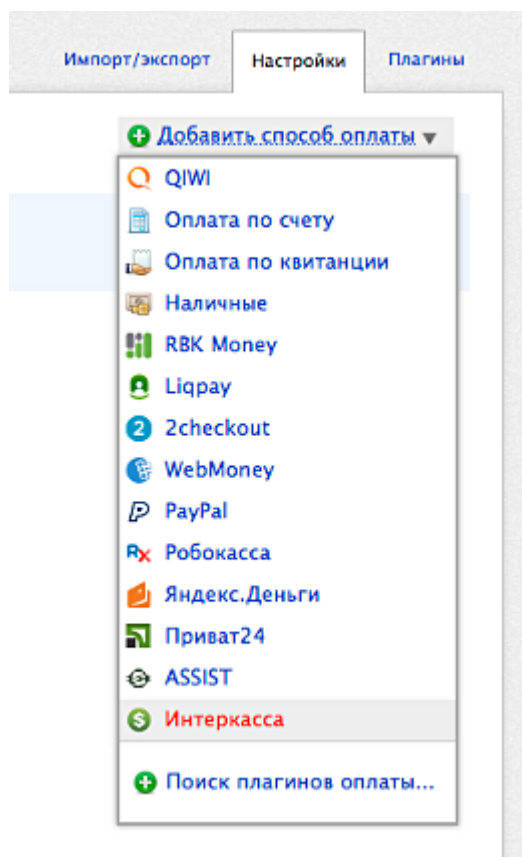 Импорт/экспорт Настройки Плагины
Добавить способ оплаты
QIWI
Оплата по счету
Оплата по квитанции
Наличные
RBK Money
Liqpay
2checkout
WebMoney
PayPal
Робокасса
Яндекс.Деньги
Приват24
ASSIST
Интеркасса
Поиск плагинов оплаты...